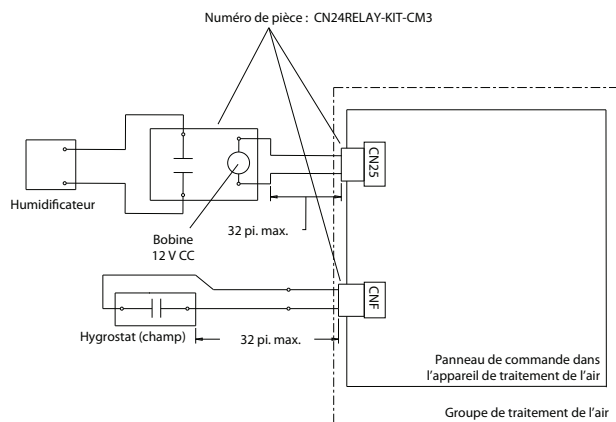 Numéro de pièce : CN24RELAY-KIT-CM3
CN25
Humidificateur
Bobine
12 V CC
32 pi. max.
CNF
Hygrostat (champ)
32 pi. max.
Panneau de commande dans
l'appareil de traitement de l'air
Groupe de traitement de l'air